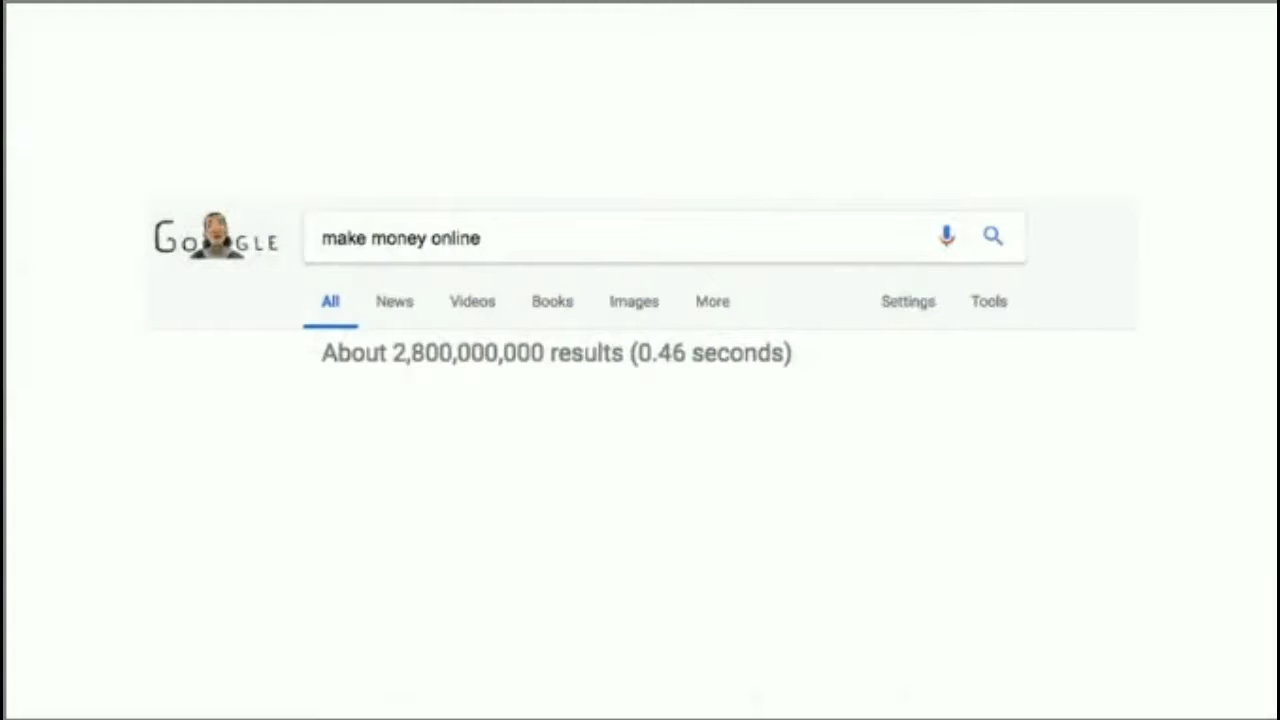 GOOGLE
make money online
All News Videos Books Images More Settings Tools
About 2,800,000,000 results (0.46 seconds)